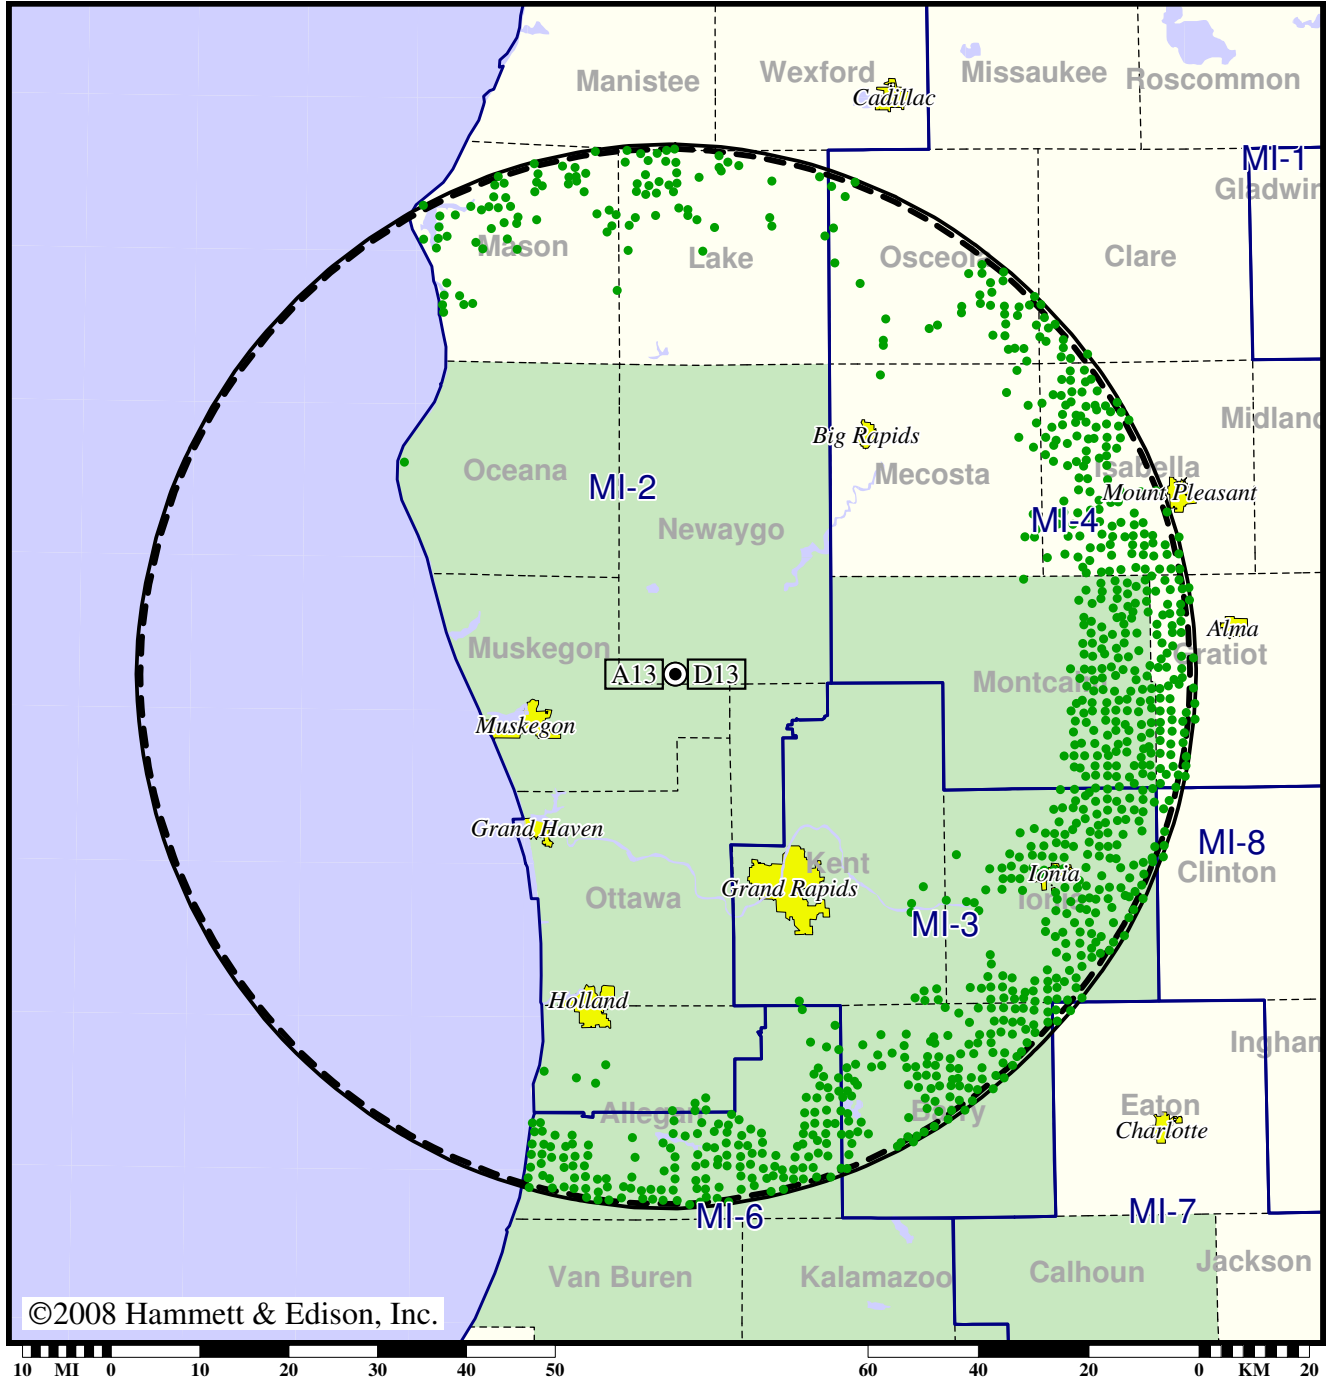 Manistee
Wexford
Missaukee
Roscommon
Cadillac
MI-1
Gladwin
Mason
Lake
Osceola
Clare
Midland
Big Rapids
Oceana
MI-2
Mecosta
Isabella
Mount Pleasant
Newaygo
MI-4
Muskegon
Alma
Gratiot
A13
D13
Montcalm
Muskegon
Grand Haven
MI-8
Kent
Clinton
Grand Rapids
Ionia
Ottawa
Ionia
MI-3
Holland
Ingham
Allegan
Barry
Eaton
Charlotte
MI-6
MI-7
Van Buren
Kalamazoo
Calhoun
Jackson
©2008 Hammett & Edison, Inc.
10 MI 0 10 20 30 40 50 60 40 20 0 KM 20